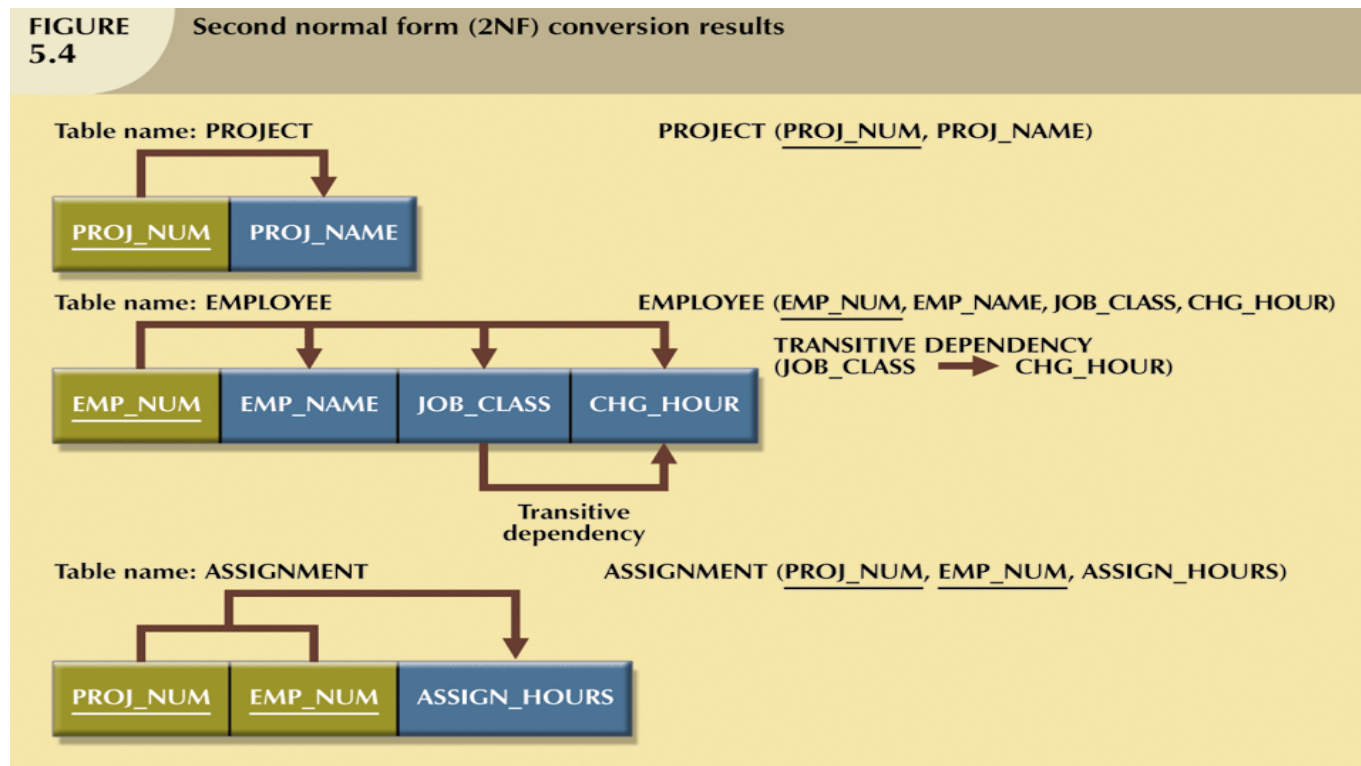 FIGURE 5.4
Second normal form (2NF) conversion results
Table name: PROJECT
PROJECT (PROJ_NUM, PROJ_NAME)
PROJ_NUM PROJ_NAME
Table name: EMPLOYEE
EMPLOYEE (EMP_NUM, EMP_NAME, JOB_CLASS, CHG_HOUR)
TRANSITIVE DEPENDENCY
(JOB_CLASS CHG_HOUR)
EMP_NUM EMP_NAME JOB_CLASS CHG_HOUR
Transitive
dependency
Table name: ASSIGNMENT
ASSIGNMENT (PROJ_NUM, EMP_NUM, ASSIGN_HOURS)
PROJ_NUM EMP_NUM ASSIGN_HOURS